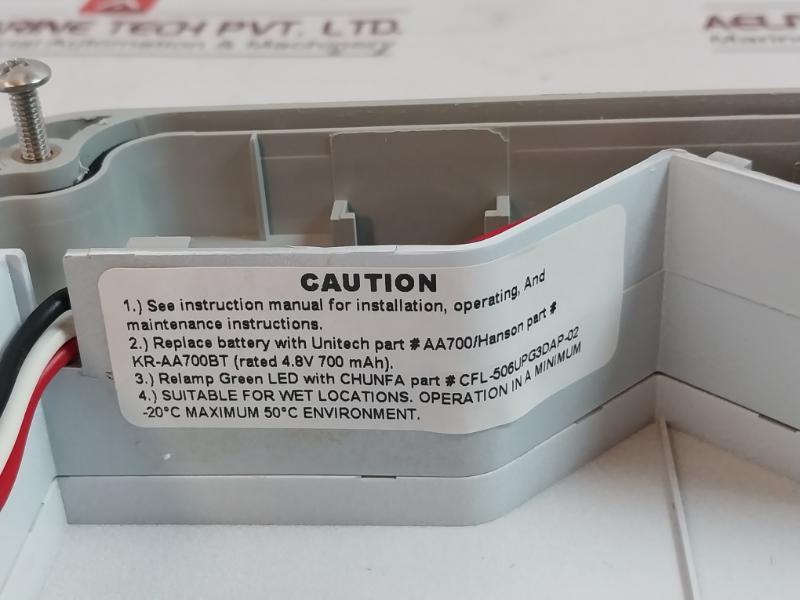 RINE TECH PVT. LTD.
Automation & Machinery
CAUTION
1.) See instruction manual for installation, operating, And
maintenance instructions.
2.) Replace battery with Unitech part # AA700/Hanson part #
KR-AA700BT (rated 4.8V 700 mAh).
3.) Relamp Green LED with CHUNFA part # CFL-506UPG3DAP-02
4.) SUITABLE FOR WET LOCATIONS. OPERATION IN A MINIMUM
-20°C MAXIMUM 50°C ENVIRONMENT.